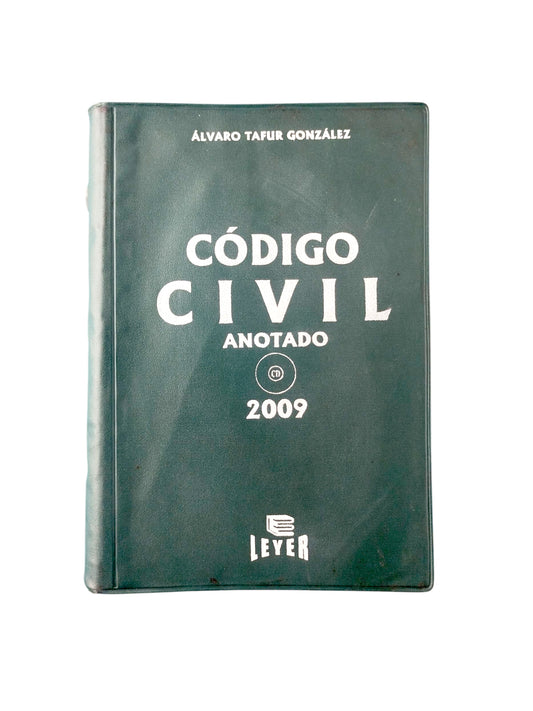 ÁLVARO TAFUR GONZÁLEZ
CÓDIGO
CIVIL
ANOTADO
CD
2009
LEYER